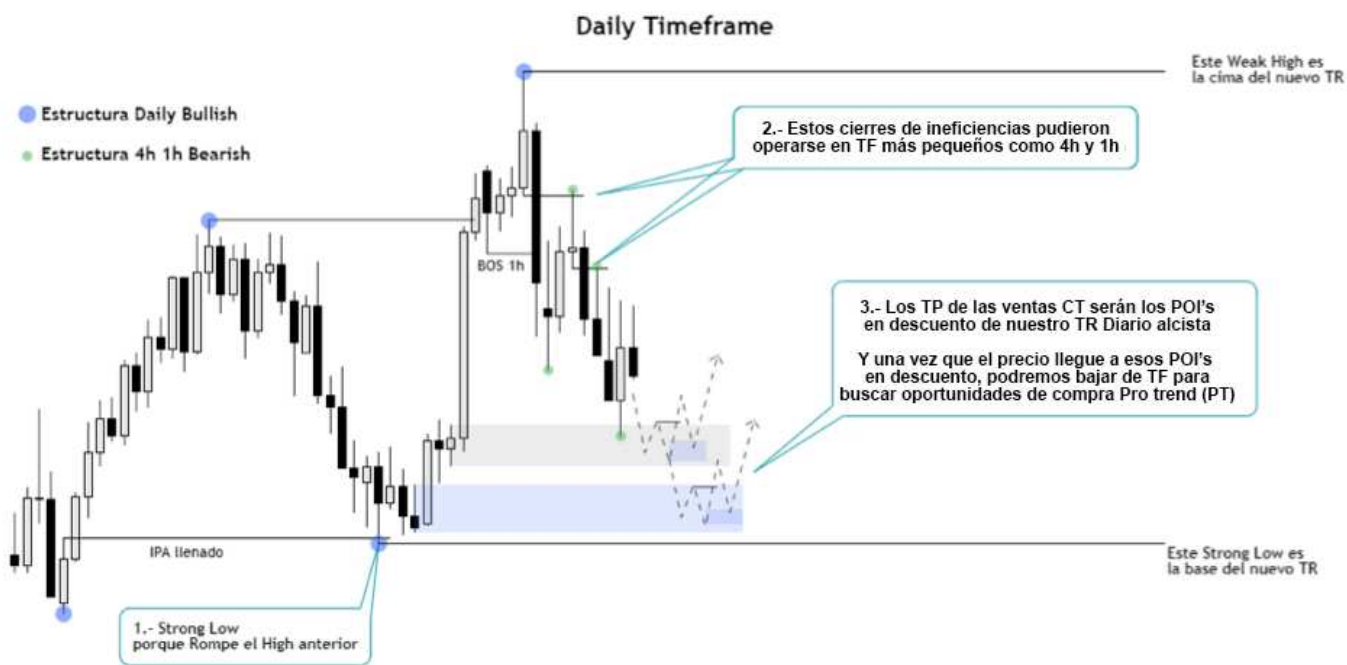 Daily Timeframe
Este Weak High es
la cima del nuevo TR
Estructura Daily Bullish
Estructura 4h 1h Bearish
2.- Estos cierres de ineficiencias pudieron
operarse en TF más pequeños como 4h y 1h
BOS 1h
3.- Los TP de las ventas CT serán los POI's
en descuento de nuestro TR Diario alcista
Y una vez que el precio llegue a esos POI's
en descuento, podremos bajar de TF para
buscar oportunidades de compra Pro trend (PT)
IPA llenado
Este Strong Low es
la base del nuevo TR
1.- Strong Low
porque Rompe el High anterior